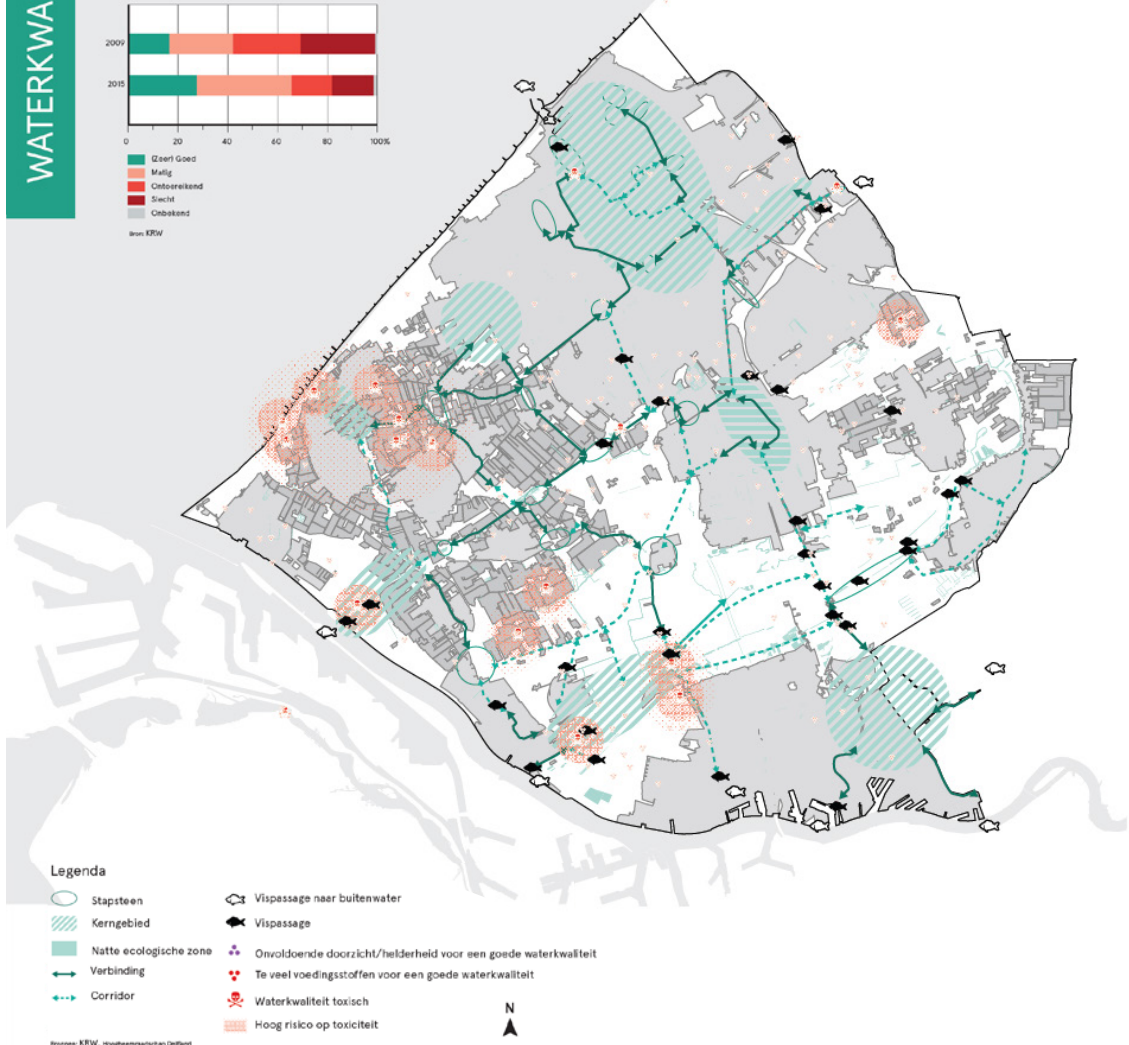 WATERKWA
2009
2015
0 20 40 60 80 100%
(Zeer) Goed
Matig
Ontoereikend
Slecht
Onbekend
Bron: KRW
Legenda
Stapsteen
Kerngebied
Natte ecologische zone
Verbinding
Corridor
Vispassage naar buitenwater
Vispassage
Onvoldoende doorzicht/helderheid voor een goede waterkwaliteit
Te veel voedingsstoffen voor een goede waterkwaliteit
Waterkwaliteit toxisch
Hoog risico op toxiciteit
N
Bronnen: KRW, Hoogheemraadschap Delfland